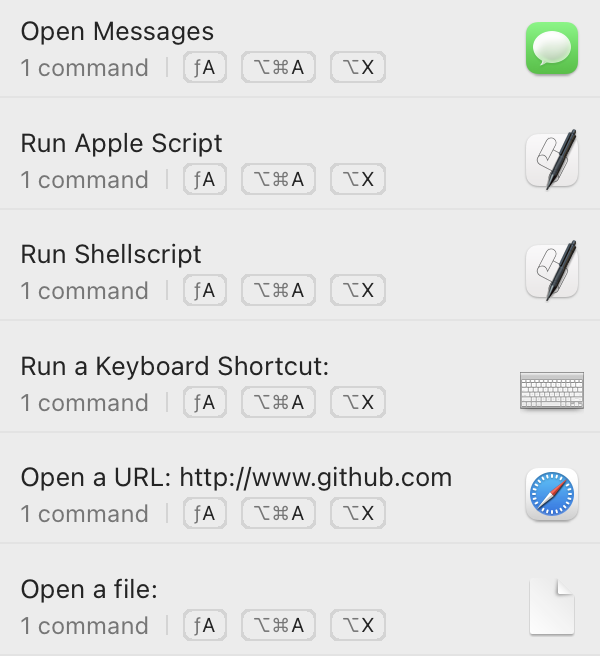 Open Messages
1 command ƒA ⌥⌘A ⌥X
Run Apple Script
1 command ƒA ⌥⌘A ⌥X
Run Shellscript
1 command ƒA ⌥⌘A ⌥X
Run a Keyboard Shortcut:
1 command ƒA ⌥⌘A ⌥X
Open a URL: http://www.github.com
1 command ƒA ⌥⌘A ⌥X
Open a file:
1 command ƒA ⌥⌘A ⌥X